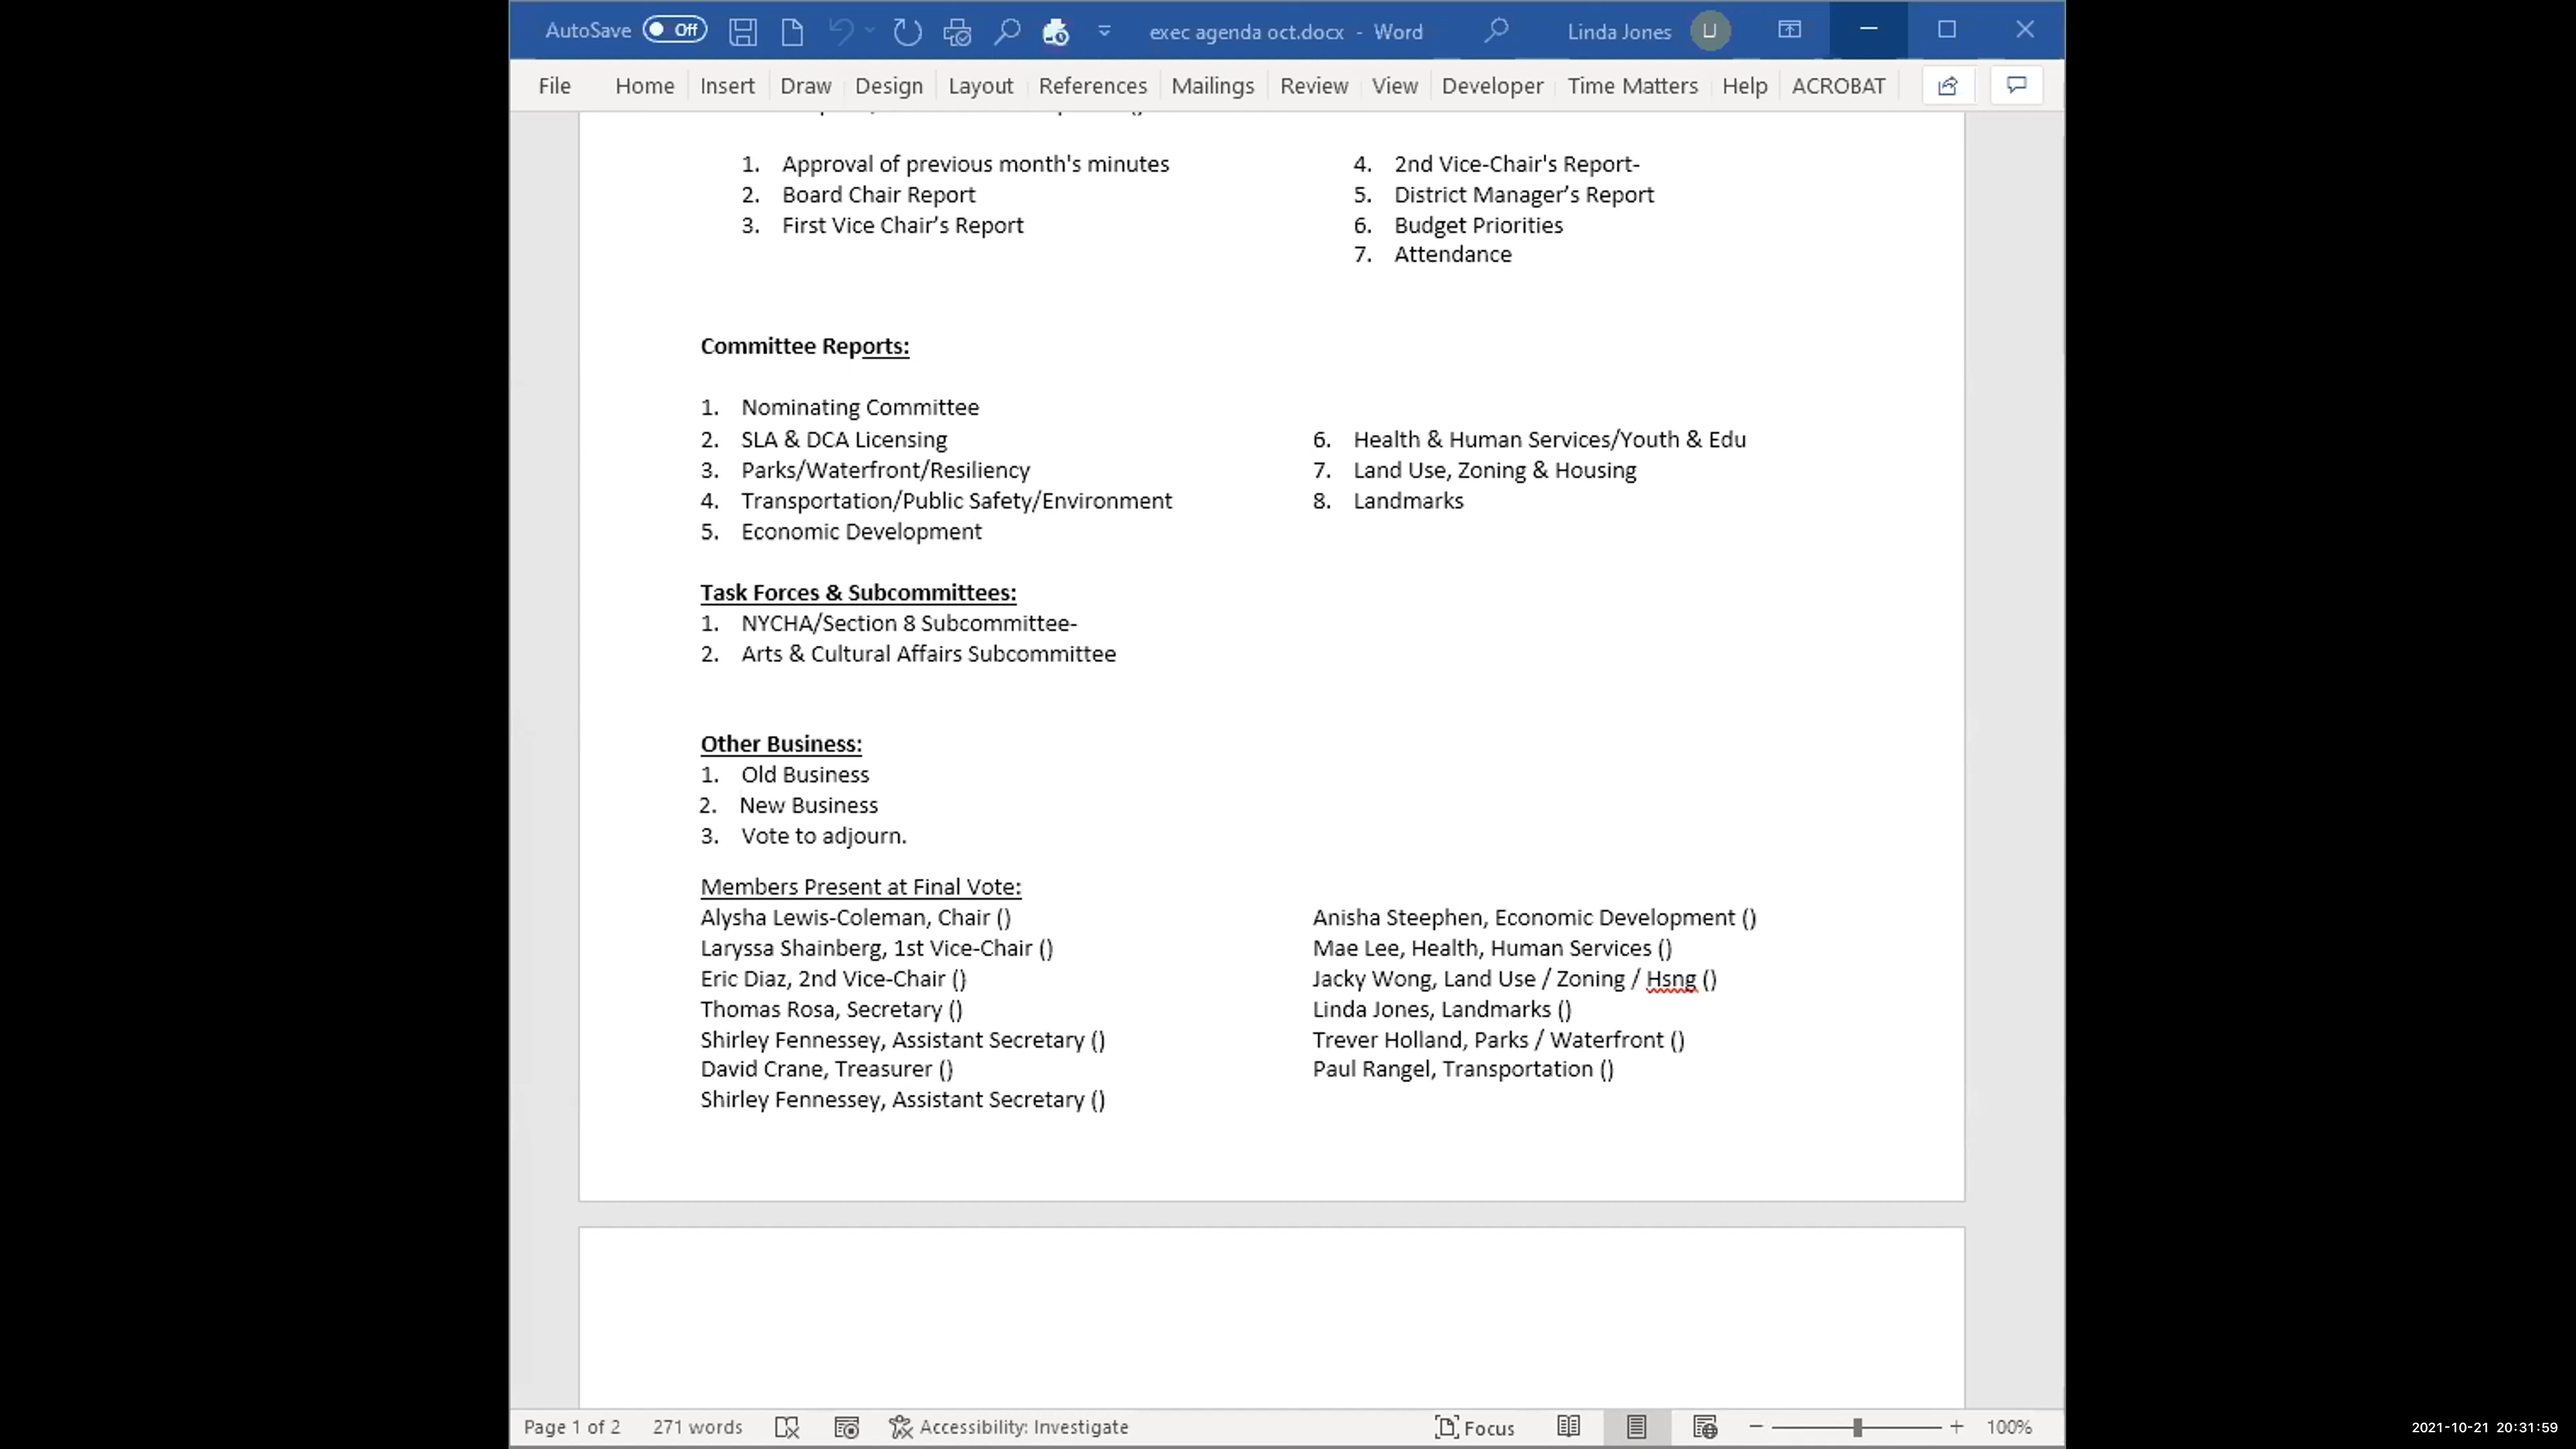 AutoSave Off exec agenda oct.docx - Word Linda Jones LJ
File Home Insert Draw Design Layout References Mailings Review View Developer Time Matters Help ACROBAT
1. Approval of previous month's minutes
2. Board Chair Report
3. First Vice Chair’s Report
4. 2nd Vice-Chair's Report-
5. District Manager’s Report
6. Budget Priorities
7. Attendance
Committee Reports:
1. Nominating Committee
2. SLA & DCA Licensing
3. Parks/Waterfront/Resiliency
4. Transportation/Public Safety/Environment
5. Economic Development
6. Health & Human Services/Youth & Edu
7. Land Use, Zoning & Housing
8. Landmarks
Task Forces & Subcommittees:
1. NYCHA/Section 8 Subcommittee-
2. Arts & Cultural Affairs Subcommittee
Other Business:
1. Old Business
2. New Business
3. Vote to adjourn.
Members Present at Final Vote:
Alysha Lewis-Coleman, Chair ()
Laryssa Shainberg, 1st Vice-Chair ()
Eric Diaz, 2nd Vice-Chair ()
Thomas Rosa, Secretary ()
Shirley Fennessey, Assistant Secretary ()
David Crane, Treasurer ()
Shirley Fennessey, Assistant Secretary ()
Anisha Steephen, Economic Development ()
Mae Lee, Health, Human Services ()
Jacky Wong, Land Use / Zoning / Hsng ()
Linda Jones, Landmarks ()
Trever Holland, Parks / Waterfront ()
Paul Rangel, Transportation ()
Page 1 of 2 271 words Accessibility: Investigate Focus 100%
2021-10-21 20:31:59